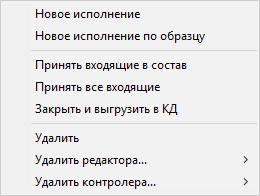 Новое исполнение
Новое исполнение по образцу
Принять входящие в состав
Принять все входящие
Закрыть и выгрузить в КД
Удалить
Удалить редактора...
Удалить контролера...